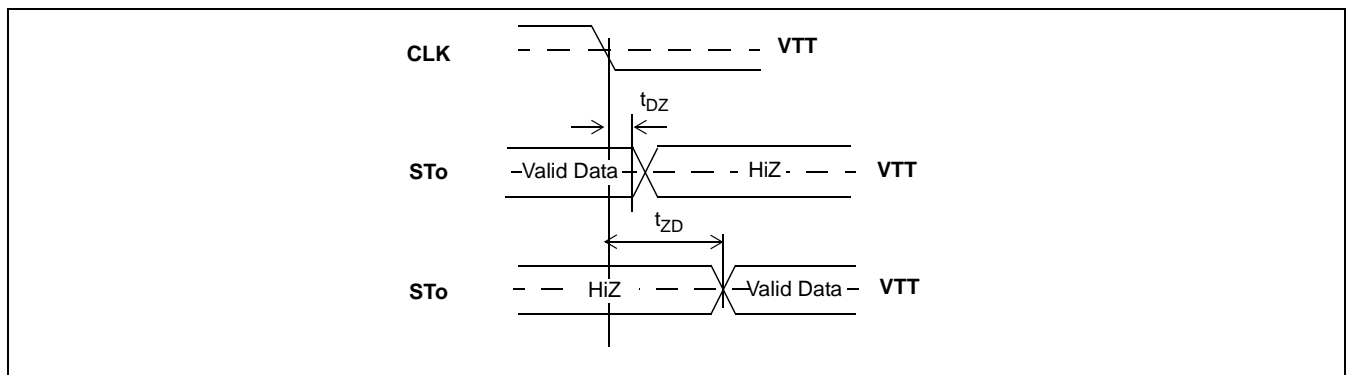 CLK VTT
tDZ
STo Valid Data HiZ VTT
tZD
STo HiZ Valid Data VTT